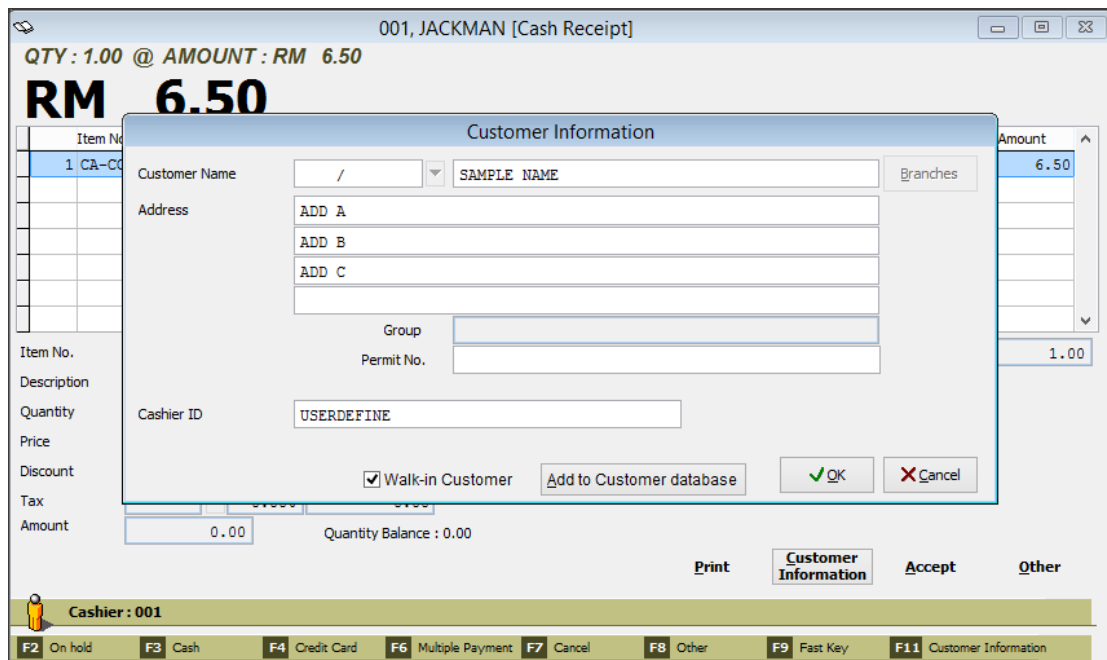 001, JACKMAN [Cash Receipt]
QTY : 1.00 @ AMOUNT : RM 6.50
RM 6.50
Item No Amount
1 CA-CO 6.50
Customer Information
Customer Name / SAMPLE NAME Branches
Address ADD A
ADD B
ADD C
Group
Permit No.
Cashier ID USERDEFINE
Walk-in Customer Add to Customer database OK Cancel
Item No. 1.00
Description
Quantity
Price
Discount
Tax
Amount 0.00 Quantity Balance : 0.00
Print Customer Information Accept Other
Cashier : 001
F2 On hold F3 Cash F4 Credit Card F6 Multiple Payment F7 Cancel F8 Other F9 Fast Key F11 Customer Information